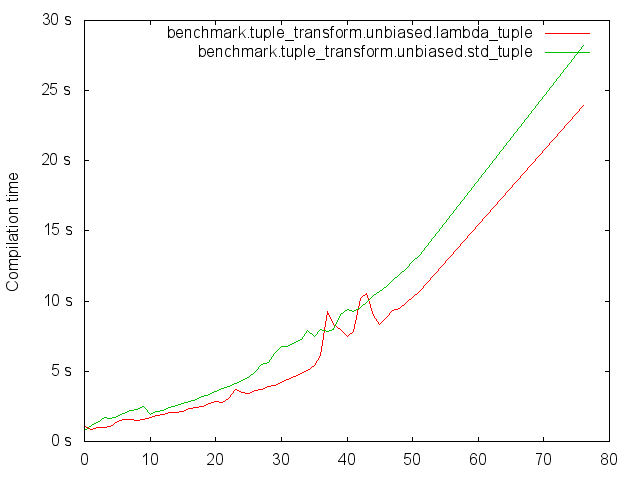 30 s
benchmark.tuple_transform.unbiased.lambda_tuple
benchmark.tuple_transform.unbiased.std_tuple
25 s
20 s
Compilation time
15 s
10 s
5 s
0 s
0 10 20 30 40 50 60 70 80